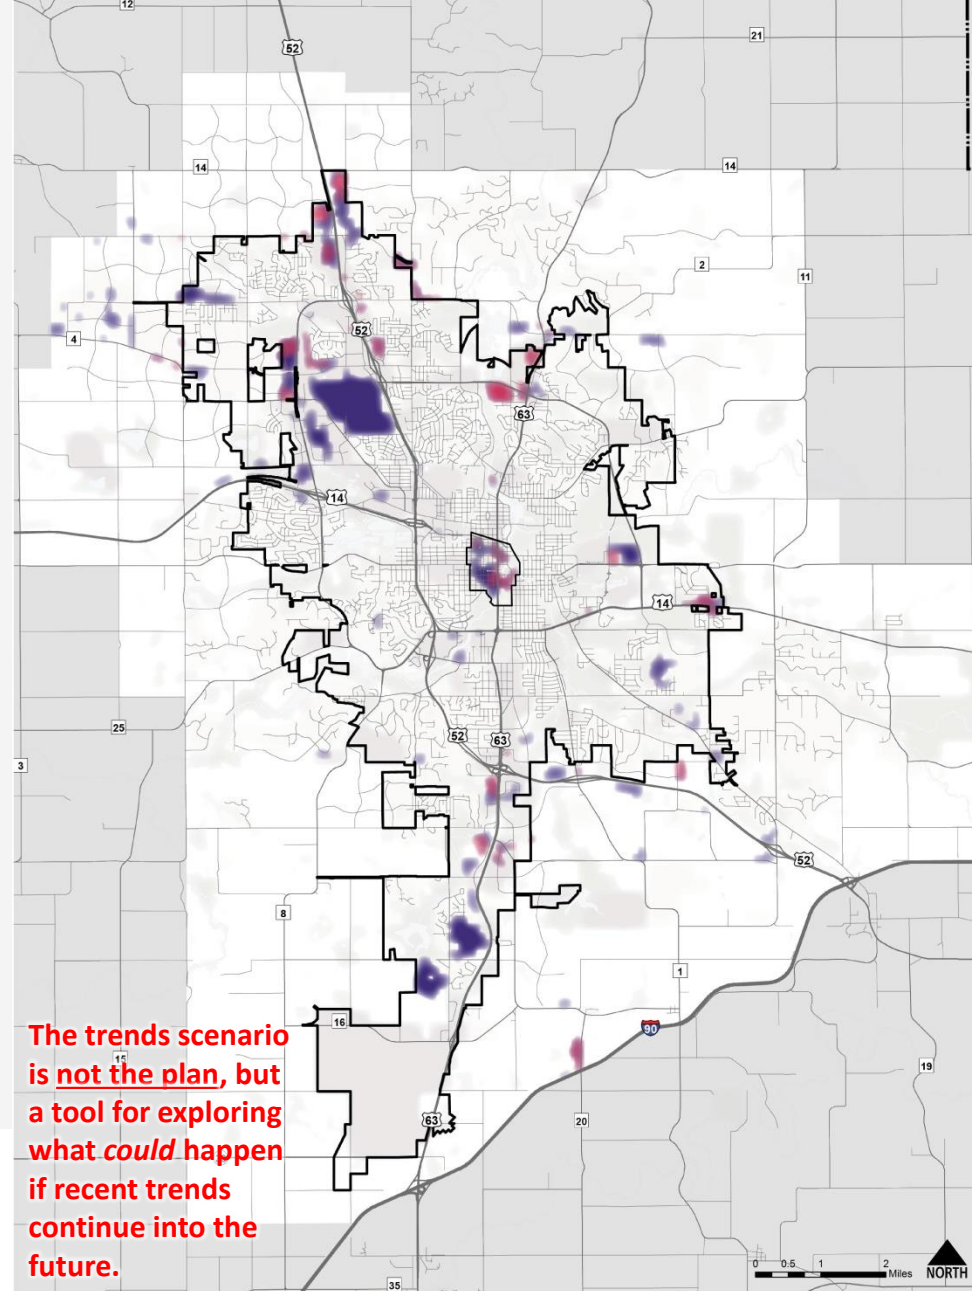 12
52
21
14
14
2
11
52
4
63
14
14
25
52
63
3
52
8
1
16
90
The trends scenario
is not the plan, but
15
a tool for exploring
what could happen
if recent trends
continue into the
future.
19
63
20
0 0.5 1 2
Miles
NORTH
35